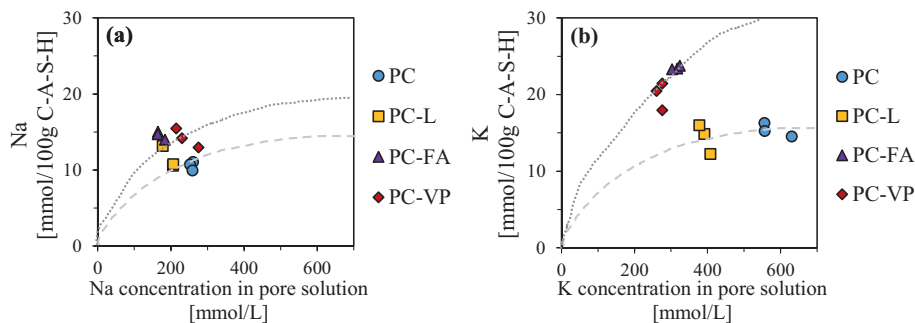 (a)
30
20
10
0
0 200 400 600
Na
[mmol/100g C-A-S-H]
Na concentration in pore solution
[mmol/L]
PC
PC-L
PC-FA
PC-VP
(b)
30
20
10
0
0 200 400 600
K
[mmol/100g C-A-S-H]
K concentration in pore solution
[mmol/L]
PC
PC-L
PC-FA
PC-VP